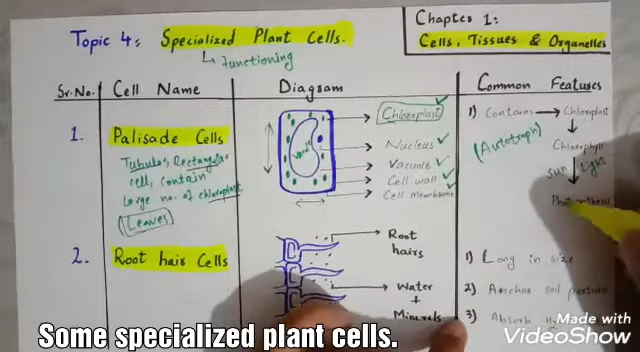 Topic 4: Specialized Plant Cells.
↳ functioning
Chapter 1:
Cells, Tissues & Organelles
Sr. No. Cell Name Diagram Common Features
1. Palisade Cells
Tubular, Rectangular
cell, contain
large no. of chloroplast
Leaves
Chloroplast ✓
Nucleus ✓
Vacuole ✓
Cell wall ✓
Cell membrane
1) Contains → Chloroplast
(Autotroph)
Chlorophyll
Sun light
2. Root hair Cells
Root
hairs
Water
+
Minerals
1) Long in size
2) Anchor soil
3) Absorb
Some specialized plant cells.
Made with
VideoShow